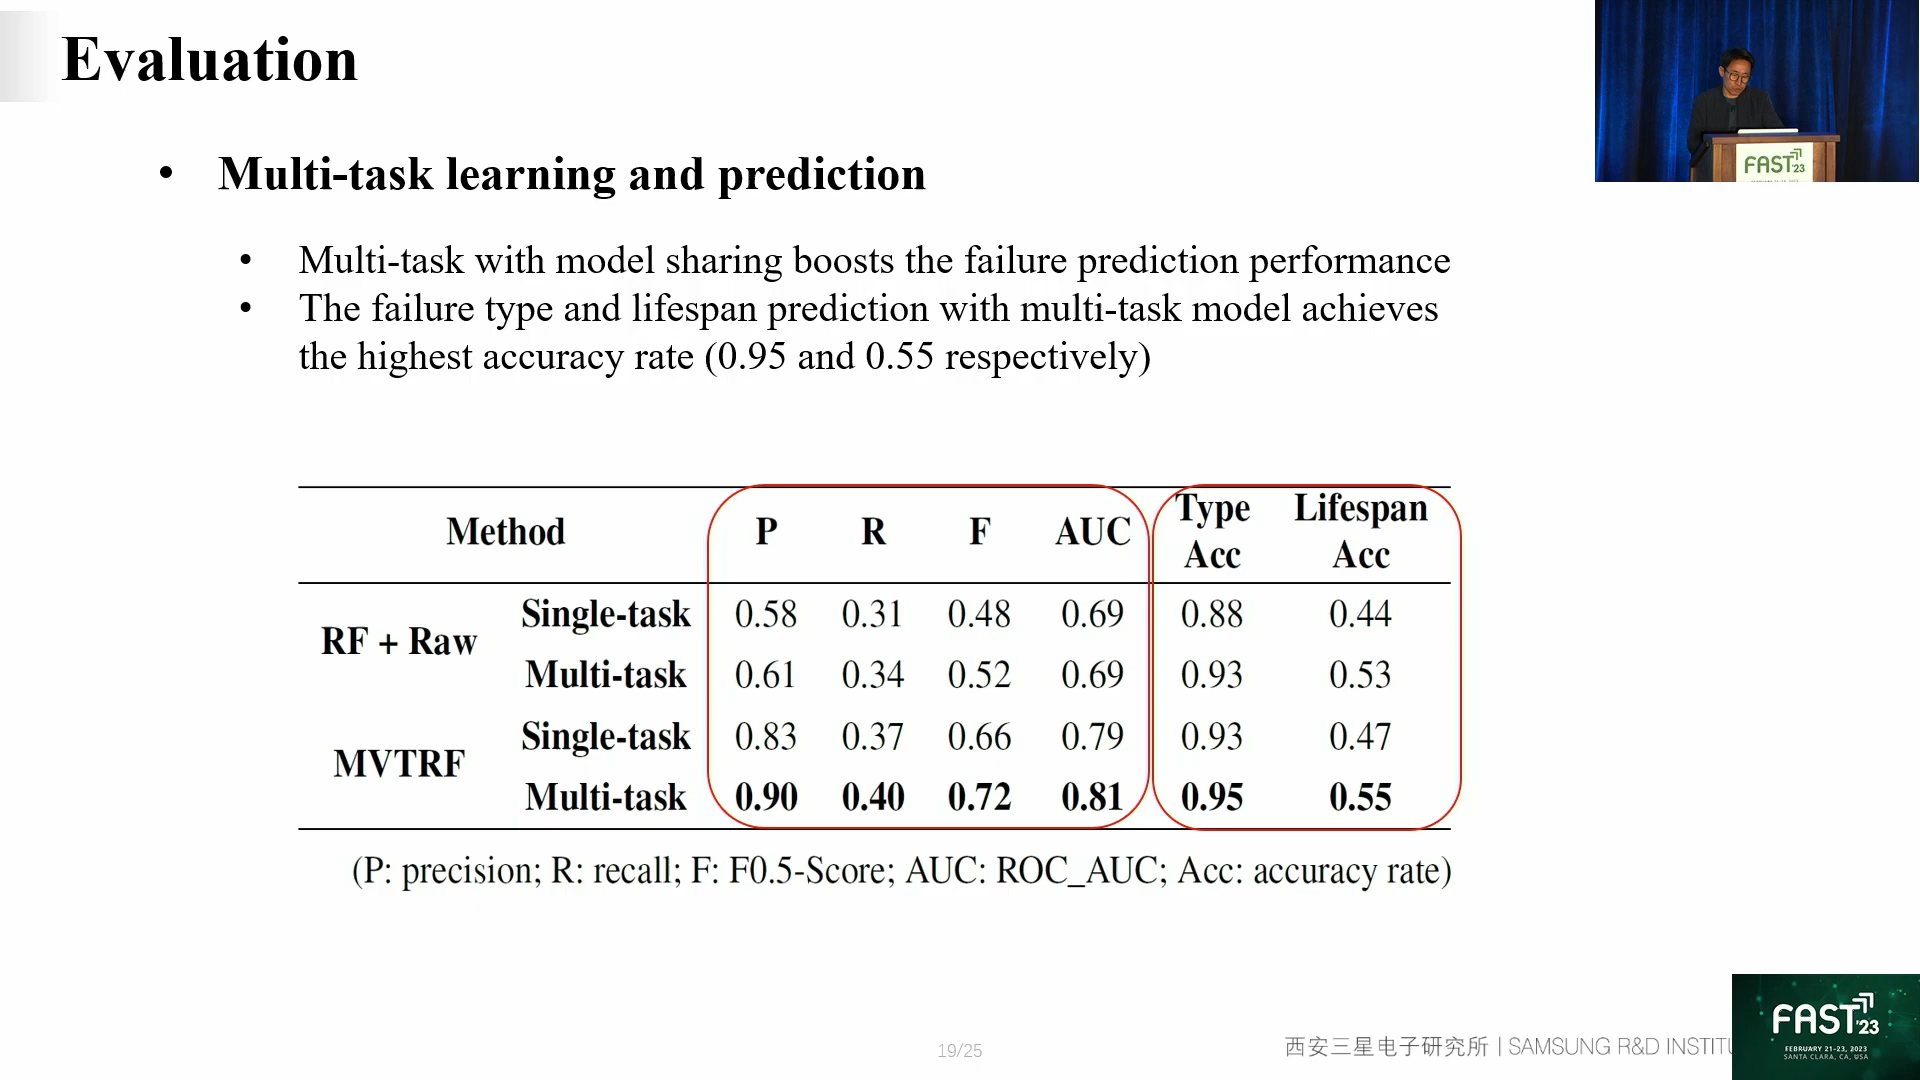 Evaluation
• Multi-task learning and prediction
• Multi-task with model sharing boosts the failure prediction performance
• The failure type and lifespan prediction with multi-task model achieves
the highest accuracy rate (0.95 and 0.55 respectively)
Method P R F AUC Type Acc Lifespan Acc
RF + Raw Single-task 0.58 0.31 0.48 0.69 0.88 0.44
Multi-task 0.61 0.34 0.52 0.69 0.93 0.53
MVTRF Single-task 0.83 0.37 0.66 0.79 0.93 0.47
Multi-task 0.90 0.40 0.72 0.81 0.95 0.55
(P: precision; R: recall; F: F0.5-Score; AUC: ROC_AUC; Acc: accuracy rate)
19/25
西安三星电子研究所 | SAMSUNG R&D INSTITU
FAST '23
FAST '23
FEBRUARY 21-23, 2023
SANTA CLARA, CA, USA